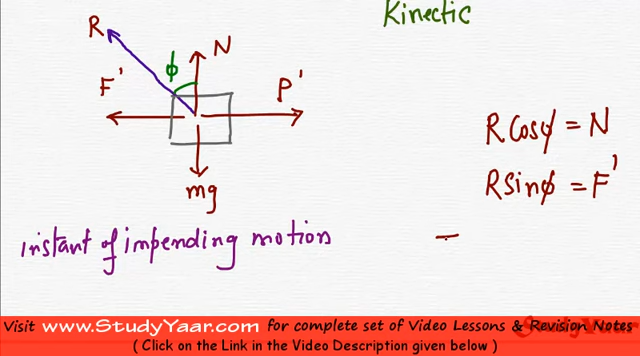 Kinectic
R
N
F'
ϕ
P'
mg
R cosϕ = N
R sinϕ = F'
instant of impending motion
StudyYaar
Visit www.StudyYaar.com for complete set of Video Lessons & Revision Notes
( Click on the Link in the Video Description given below )